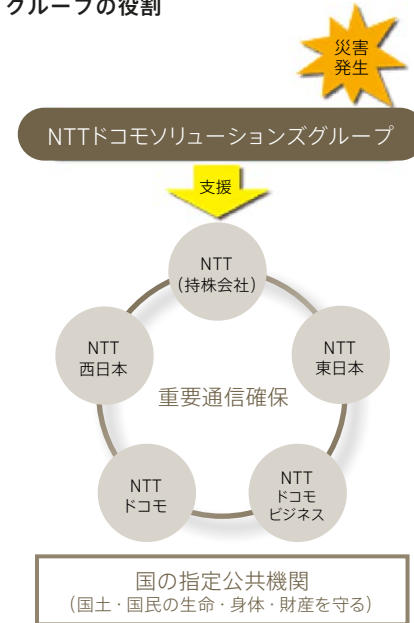 グループの役割
災害
発生
NTTドコモソリューションズグループ
支援
NTT
(持株会社)
NTT
西日本
NTT
東日本
重要通信確保
NTT
ドコモ
NTT
ドコモ
ビジネス
国の指定公共機関
(国土・国民の生命・身体・財産を守る)